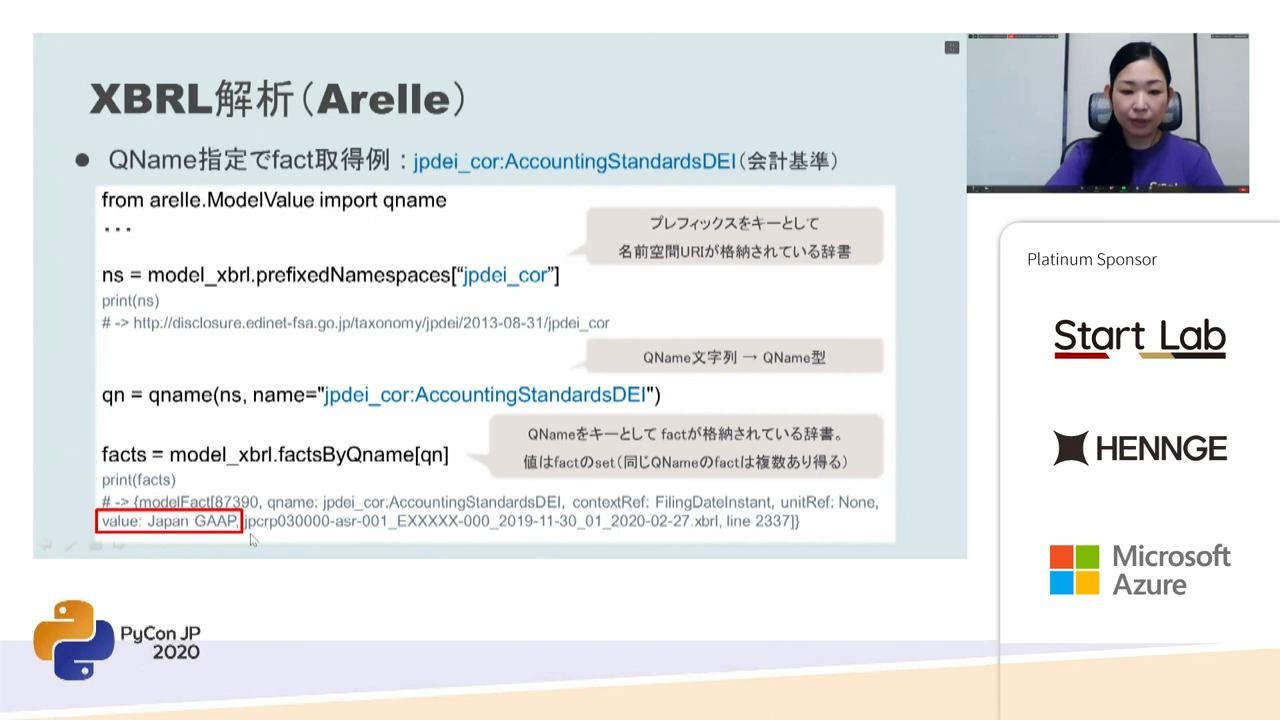 XBRL解析（Arelle）
● QName指定でfact取得例：jpdei_cor:AccountingStandardsDEI（会計基準）
from arelle.ModelValue import qname
・・・
プレフィックスをキーとして
名前空間URIが格納されている辞書
ns = model_xbrl.prefixedNamespaces[“jpdei_cor”]
print(ns)
# -> http://disclosure.edinet-fsa.go.jp/taxonomy/jpdei/2013-08-31/jpdei_cor
QName文字列 → QName型
qn = qname(ns, name="jpdei_cor:AccountingStandardsDEI")
QNameをキーとして factが格納されている辞書。
値はfactのset（同じQNameのfactは複数あり得る）
facts = model_xbrl.factsByQname[qn]
print(facts)
# -> {modelFact[87390, qname: jpdei_cor:AccountingStandardsDEI, contextRef: FilingDateInstant, unitRef: None,
value: Japan GAAP, jpcrp030000-asr-001_EXXXXX-000_2019-11-30_01_2020-02-27.xbrl, line 2337]}
Platinum Sponsor
Start Lab
HENNGE
Microsoft
Azure
PyCon JP
2020